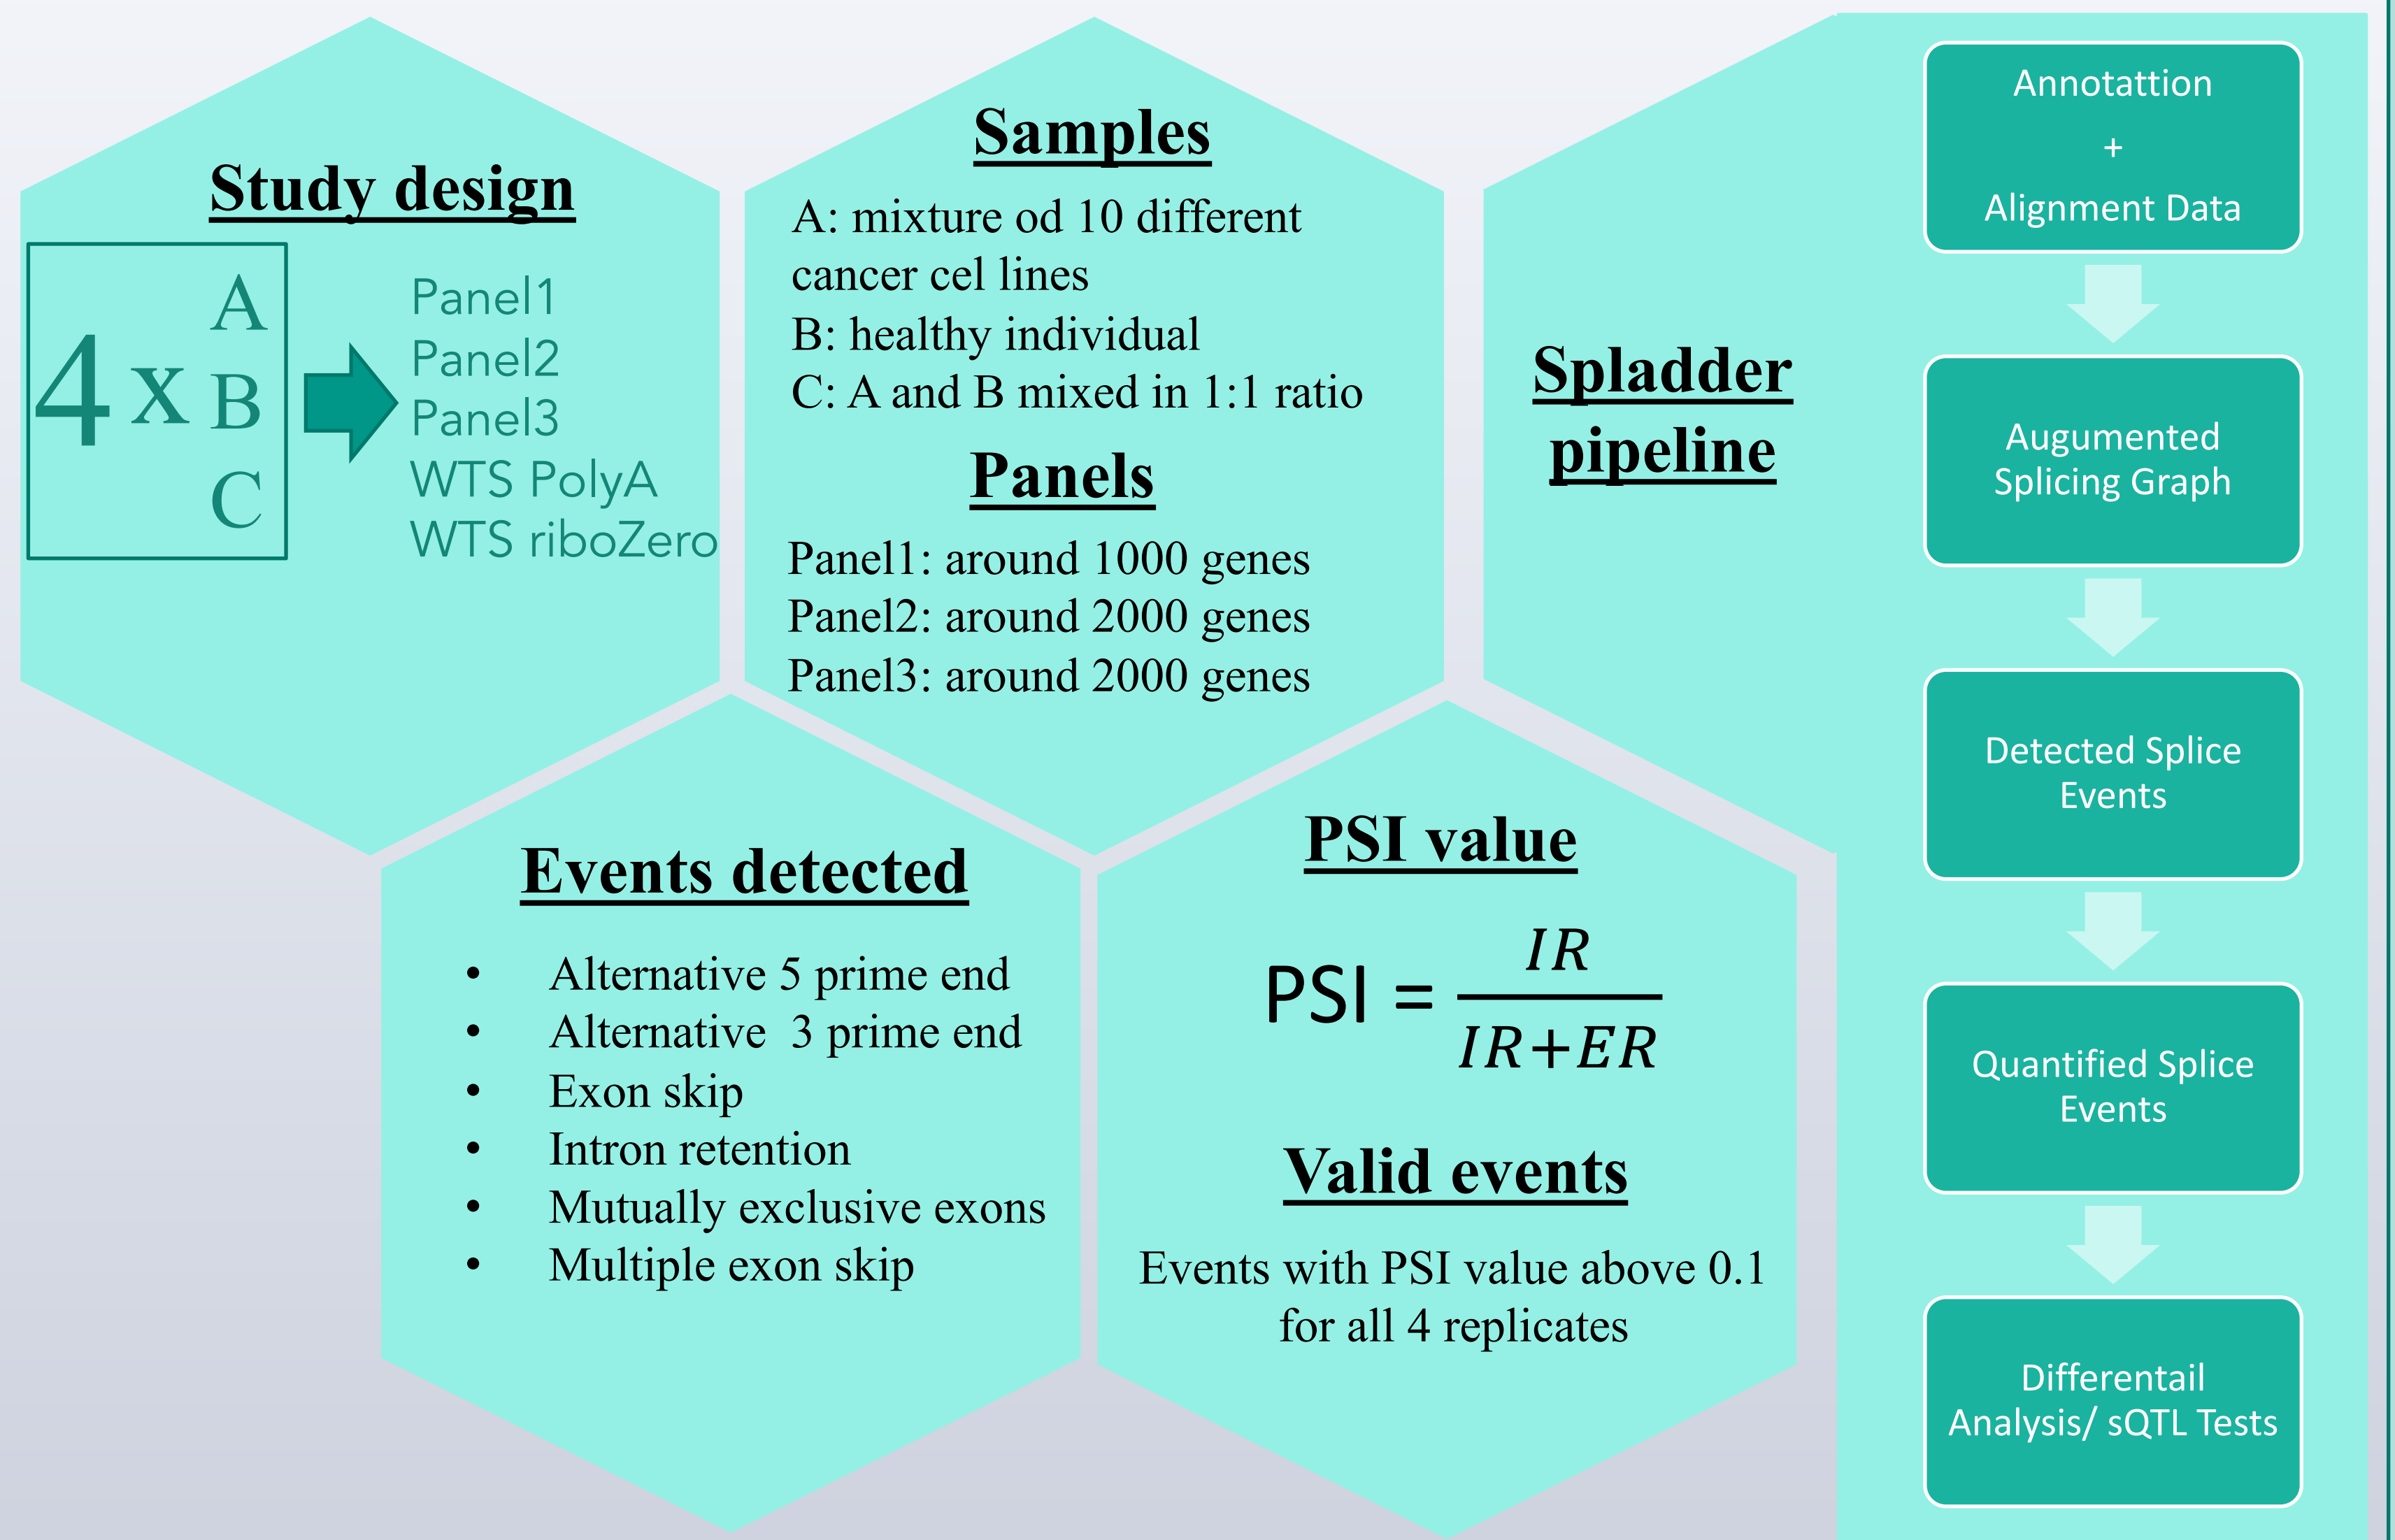 Study design
4 x
A
B
C
Panel1
Panel2
Panel3
WTS PolyA
WTS riboZero
Samples
A: mixture od 10 different
cancer cel lines
B: healthy individual
C: A and B mixed in 1:1 ratio
Panels
Panel1: around 1000 genes
Panel2: around 2000 genes
Panel3: around 2000 genes
Spladder
pipeline
Annotattion
+
Alignment Data
Augumented
Splicing Graph
Detected Splice
Events
Quantified Splice
Events
Differentail
Analysis/ sQTL Tests
Events detected
• Alternative 5 prime end
• Alternative  3 prime end
• Exon skip
• Intron retention
• Mutually exclusive exons
• Multiple exon skip
PSI value
PSI = IR
IR+ER
Valid events
Events with PSI value above 0.1
for all 4 replicates